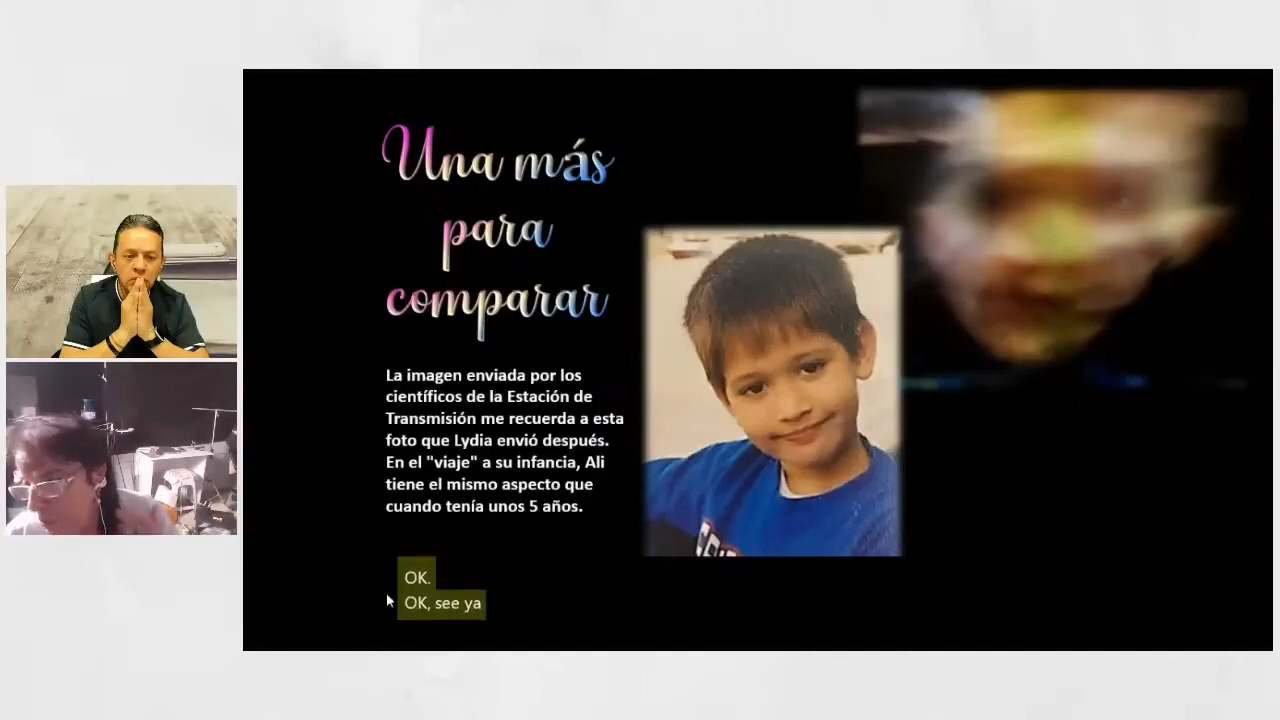 Una más
para
comparar
La imagen enviada por los
científicos de la Estación de
Transmisión me recuerda a esta
foto que Lydia envió después.
En el "viaje" a su infancia, Ali
tiene el mismo aspecto que
cuando tenía unos 5 años.
OK.
OK, see ya